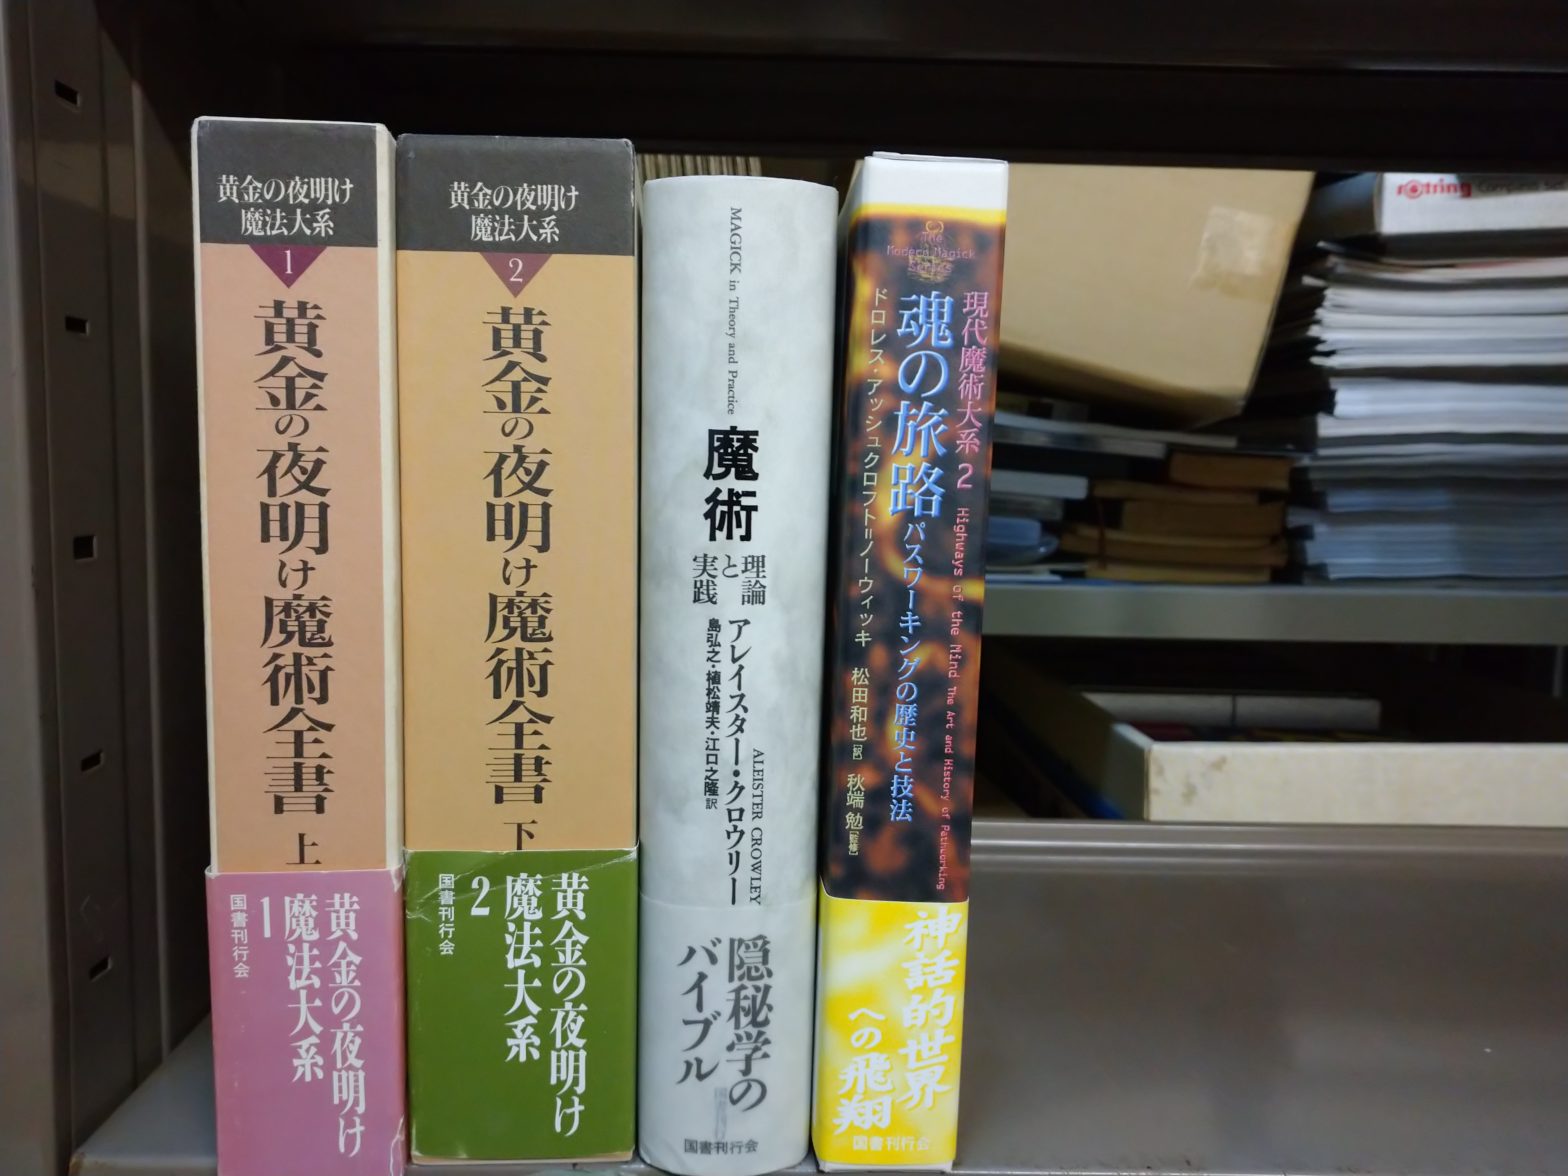 黄金の夜明け
魔法大系
1
黄金の夜明け魔術全書 上
黄金の夜明け
魔法大系
1
国書刊行会
黄金の夜明け
魔法大系
2
黄金の夜明け魔術全書 下
黄金の夜明け
魔法大系
2
国書刊行会
MAGICK in Theory and Practice
魔術
理論
と
実践
アレイスター・クロウリー
ALEISTER CROWLEY
島弘之・植松靖夫・江口之隆 訳
隠秘学の
バイブル
国書刊行会
現代魔術大系 2
Highways of the Mind The Art and History of Pathworking
魂の旅路 パスワーキングの歴史と技法
ドロレス・アッシュクロフト=ノーウィッキ 松田和也[訳] 秋端 勉[監修]
神話的世界
への飛翔
国書刊行会
rotring